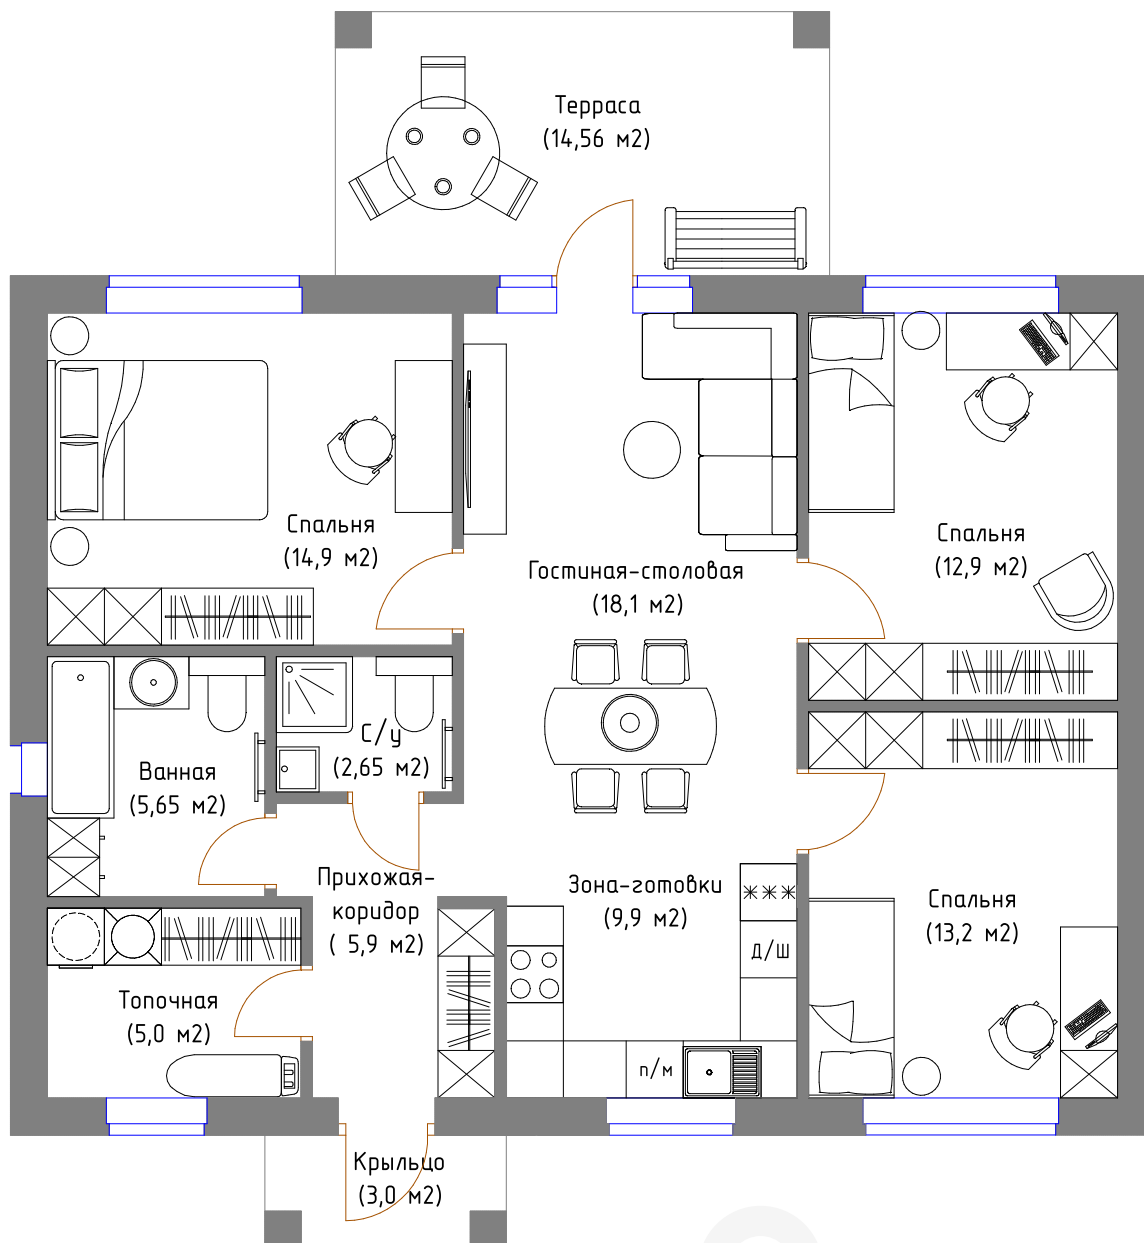 Терраса
(14,56 м2)
Спальня
(14,9 м2)
Гостиная-столовая
(18,1 м2)
Спальня
(12,9 м2)
С/у
(2,65 м2)
Ванная
(5,65 м2)
Прихожая-
коридор
( 5,9 м2)
Зона-готовки
(9,9 м2)
Д/Ш
Спальня
(13,2 м2)
Топочная
(5,0 м2)
п/м
Крыльцо
(3,0 м2)